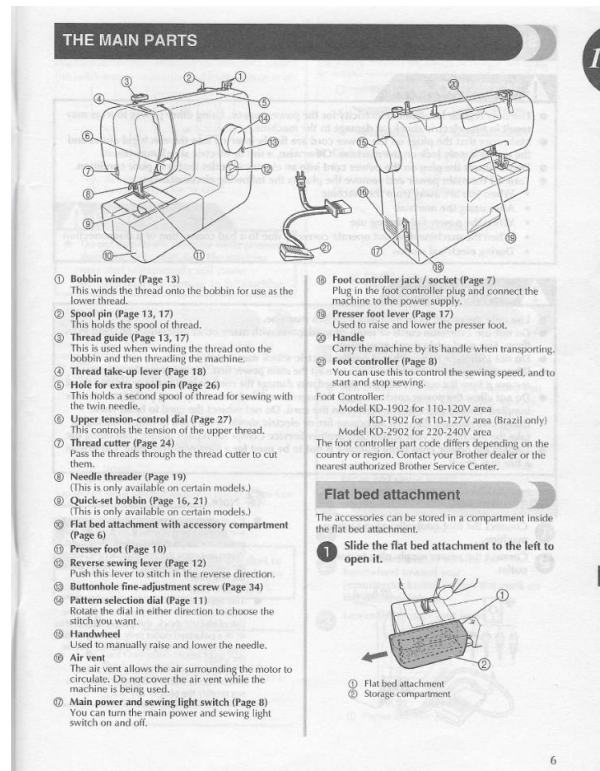 THE MAIN PARTS
1
① Bobbin winder (Page 13)
This winds the thread onto the bobbin for use as the
lower thread.
② Spool pin (Page 13, 17)
This holds the spool of thread.
③ Thread guide (Page 13, 17)
This is used when winding the thread onto the
bobbin and then threading the machine.
④ Thread take-up lever (Page 18)
⑤ Hole for extra spool pin (Page 26)
This holds a second spool of thread for sewing with
the twin needle.
⑥ Upper tension-control dial (Page 27)
This controls the tension of the upper thread.
⑦ Thread cutter (Page 24)
Pass the threads through the thread cutter to cut
them.
⑧ Needle threader (Page 19)
(This is only available on certain models.)
⑨ Quick-set bobbin (Page 16, 21)
(This is only available on certain models.)
⑩ Flat bed attachment with accessory compartment
(Page 6)
⑪ Presser foot (Page 10)
⑫ Reverse sewing lever (Page 12)
Push this lever to stitch in the reverse direction.
⑬ Buttonhole fine-adjustment screw (Page 34)
⑭ Pattern selection dial (Page 11)
Rotate the dial in either direction to choose the
stitch you want.
⑮ Handwheel
Used to manually raise and lower the needle.
⑯ Air vent
The air vent allows the air surrounding the motor to
circulate. Do not cover the air vent while the
machine is being used.
⑰ Main power and sewing light switch (Page 8)
You can turn the main power and sewing light
switch on and off.
⑱ Foot controller jack / socket (Page 7)
Plug in the foot controller plug and connect the
machine to the power supply.
⑲ Presser foot lever (Page 17)
Used to raise and lower the presser foot.
⑳ Handle
Carry the machine by its handle when transporting.
㉑ Foot controller (Page 8)
You can use this to control the sewing speed, and to
start and stop sewing.
Foot Controller:
Model KD-1902 for 110-120V area
KD-1902 for 110-127V area (Brazil only)
Model KD-2902 for 220-240V area
The foot controller part code differs depending on the
country or region. Contact your Brother dealer or the
nearest authorized Brother Service Center.
Flat bed attachment
The accessories can be stored in a compartment inside
the flat bed attachment.
❶ Slide the flat bed attachment to the left to
open it.
①
②
① Flat bed attachment
② Storage compartment
6